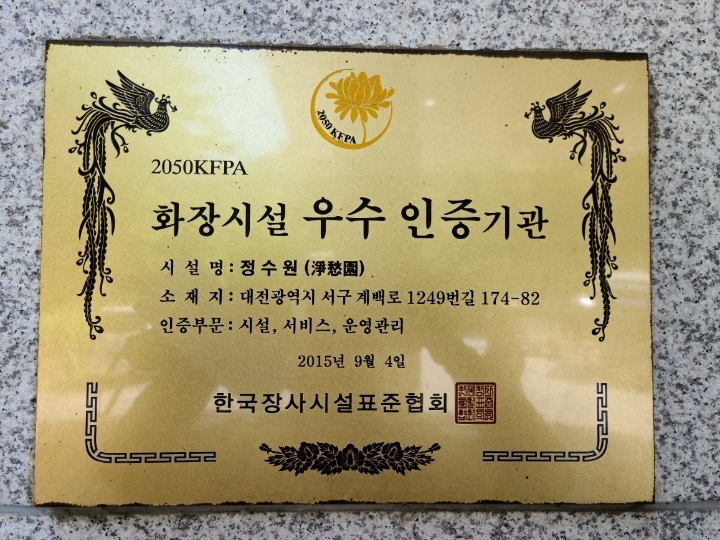 2050 KFPA
2050KFPA
화장시설 우수 인증기관
시 설 명 : 정 수 원 (淨愁園)
소 재 지 : 대전광역시 서구 계백로 1249번길 174-82
인증부문 : 시설, 서비스, 운영관리
2015년 9월 4일
한국장사시설표준협회